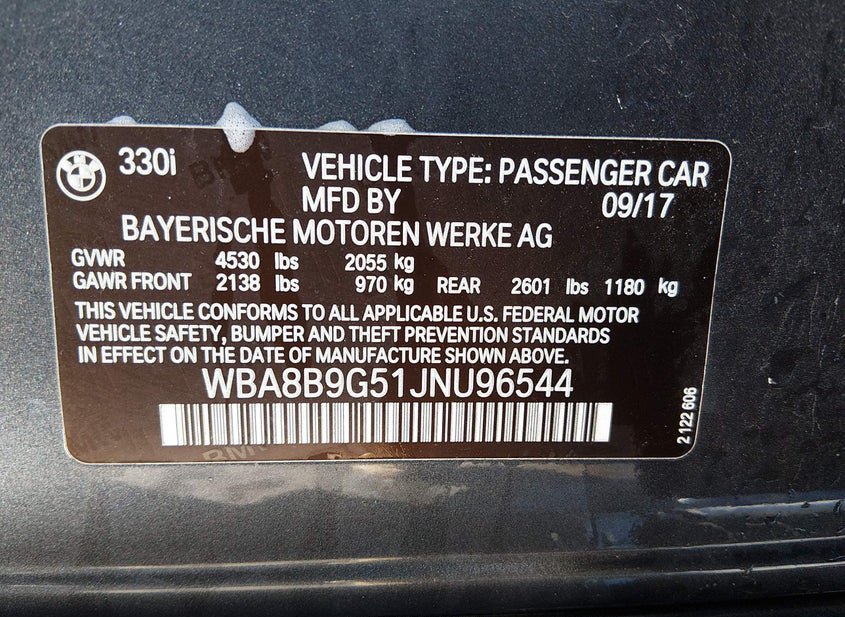 330i VEHICLE TYPE: PASSENGER CAR
MFD BY 09/17
BAYERISCHE MOTOREN WERKE AG
GVWR 4530 lbs 2055 kg
GAWR FRONT 2138 lbs 970 kg REAR 2601 lbs 1180 kg
THIS VEHICLE CONFORMS TO ALL APPLICABLE U.S. FEDERAL MOTOR
VEHICLE SAFETY, BUMPER AND THEFT PREVENTION STANDARDS
IN EFFECT ON THE DATE OF MANUFACTURE SHOWN ABOVE.
WBA8B9G51JNU96544
2 122 606